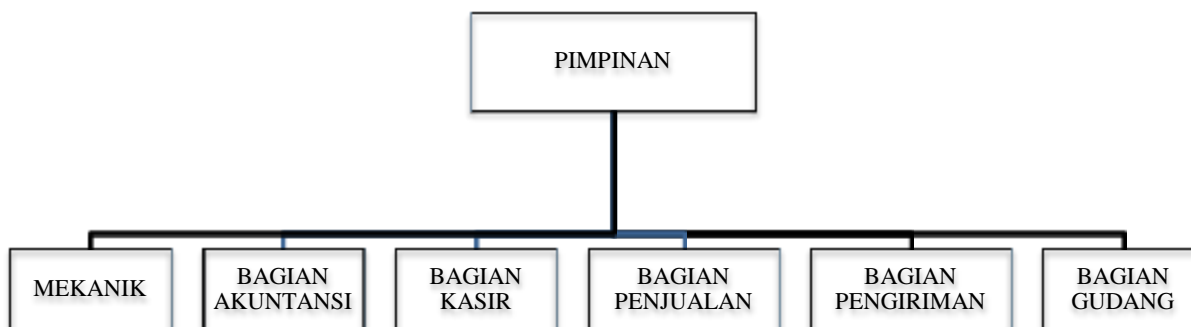 PIMPINAN
MEKANIK
BAGIAN
AKUNTANSI
BAGIAN
KASIR
BAGIAN
PENJUALAN
BAGIAN
PENGIRIMAN
BAGIAN
GUDANG